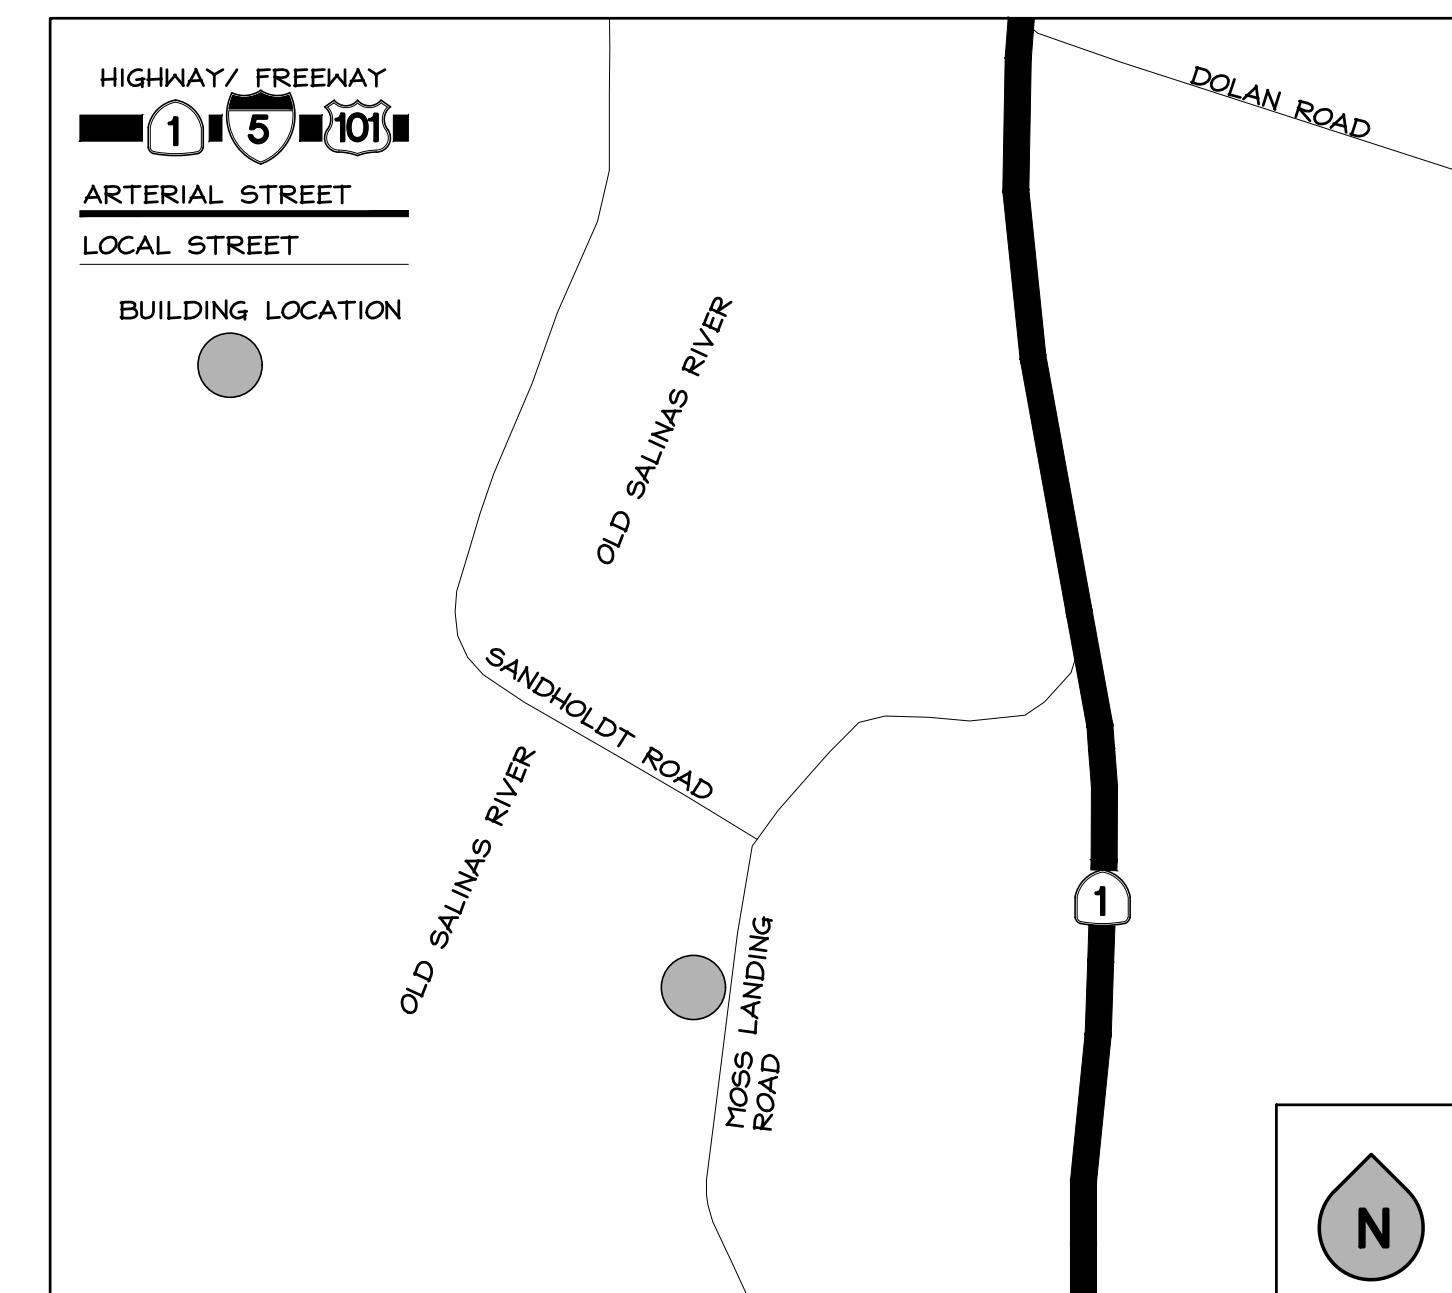 HIGHWAY/ FREEWAY
1 5 101
ARTERIAL STREET
LOCAL STREET
BUILDING LOCATION
DOLAN ROAD
OLD SALINAS RIVER
SANDHOLDT ROAD
OLD SALINAS RIVER
1
MOSS LANDING
ROAD
N